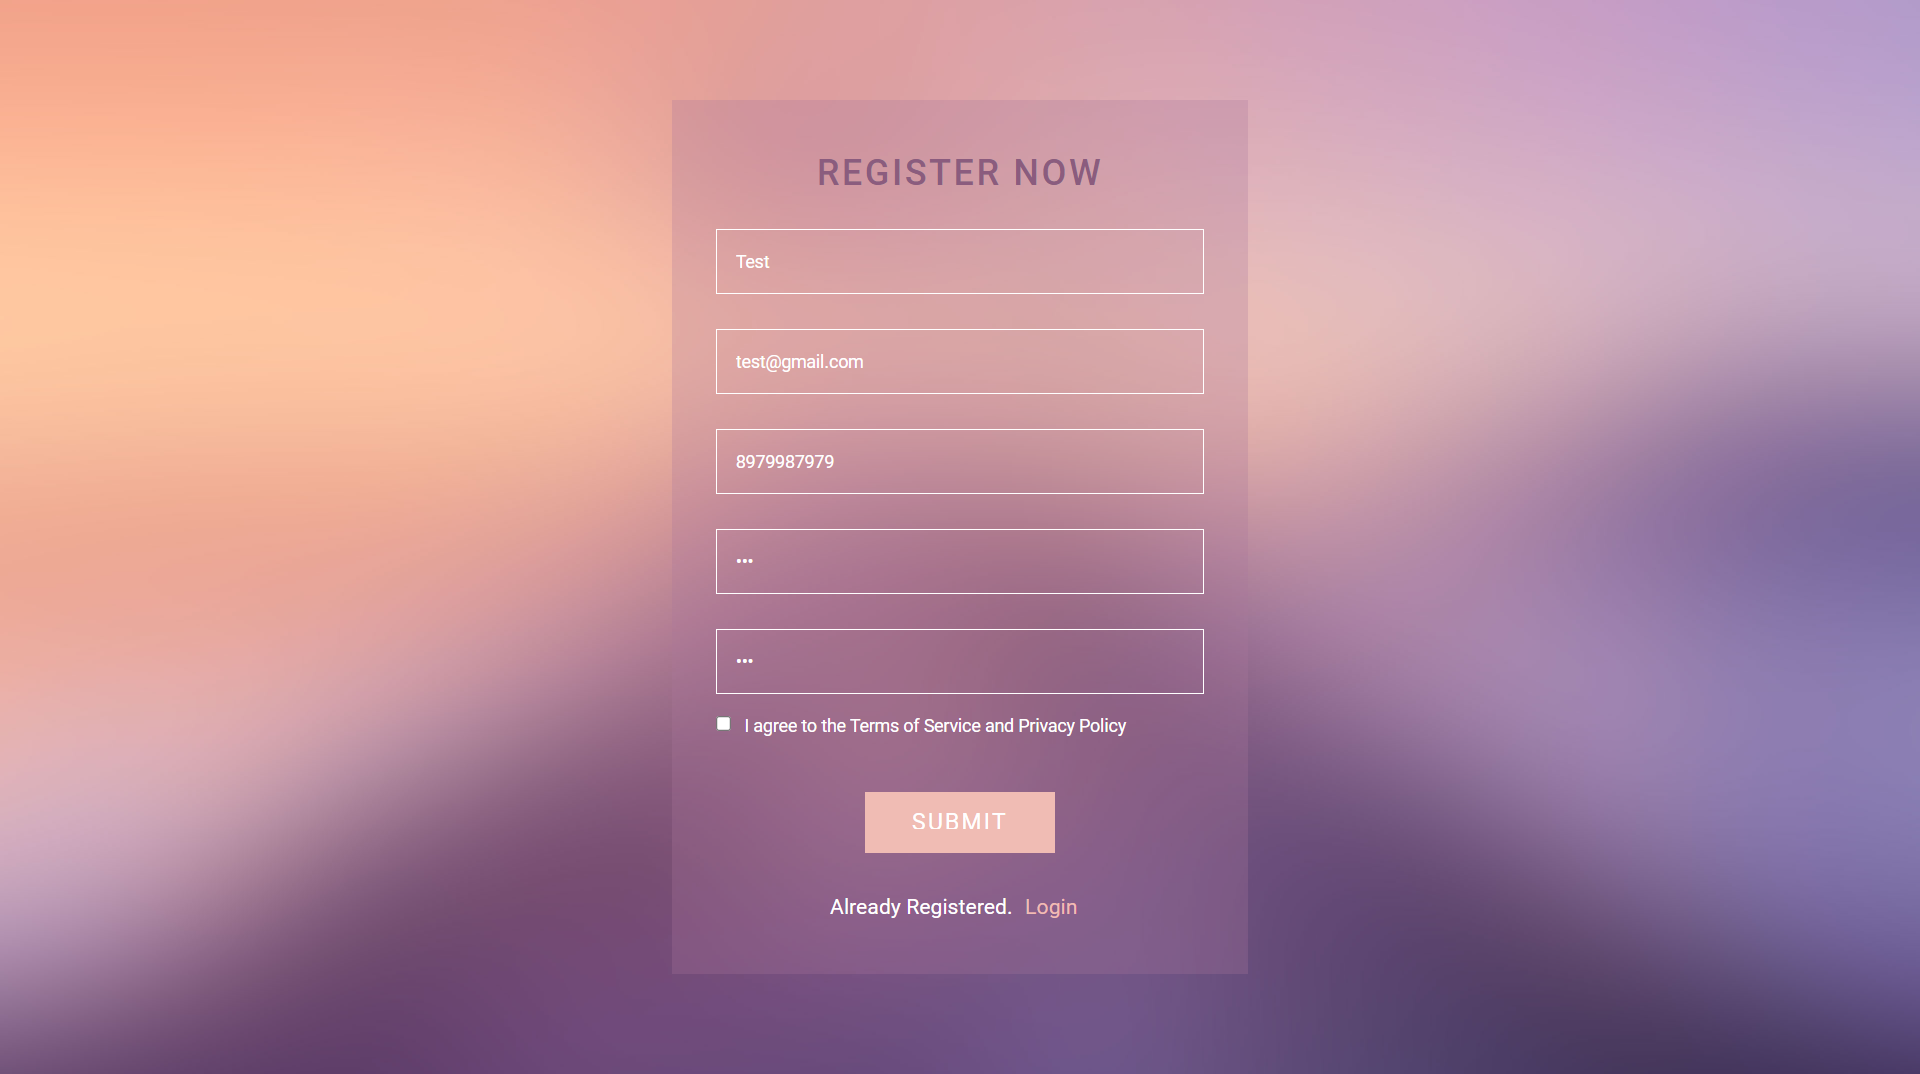 REGISTER NOW
Test
test@gmail.com
8979987979
•••
•••
I agree to the Terms of Service and Privacy Policy
SUBMIT
Already Registered. Login